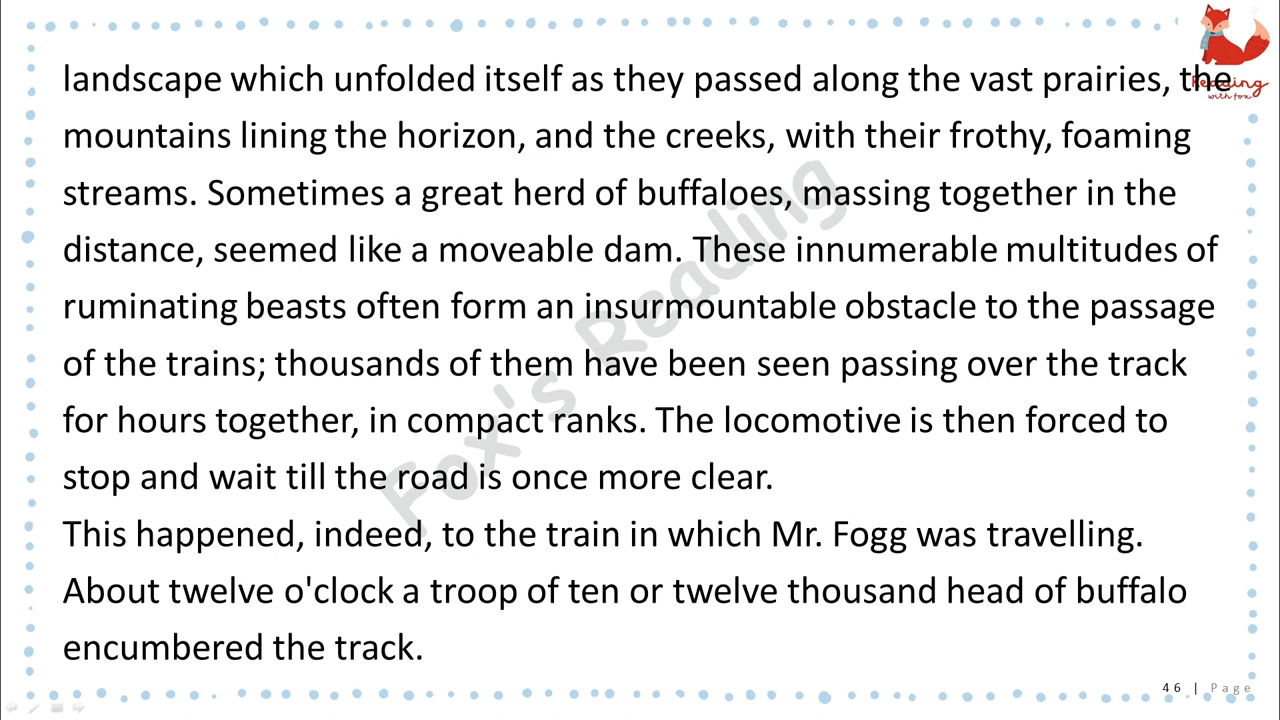 landscape which unfolded itself as they passed along the vast prairies, the
Reading
with fox
mountains lining the horizon, and the creeks, with their frothy, foaming
streams. Sometimes a great herd of buffaloes, massing together in the
distance, seemed like a moveable dam. These innumerable multitudes of
ruminating beasts often form an insurmountable obstacle to the passage
of the trains; thousands of them have been seen passing over the track
for hours together, in compact ranks. The locomotive is then forced to
stop and wait till the road is once more clear.
This happened, indeed, to the train in which Mr. Fogg was travelling.
About twelve o'clock a troop of ten or twelve thousand head of buffalo
encumbered the track.
Fox's Reading
46 | Page